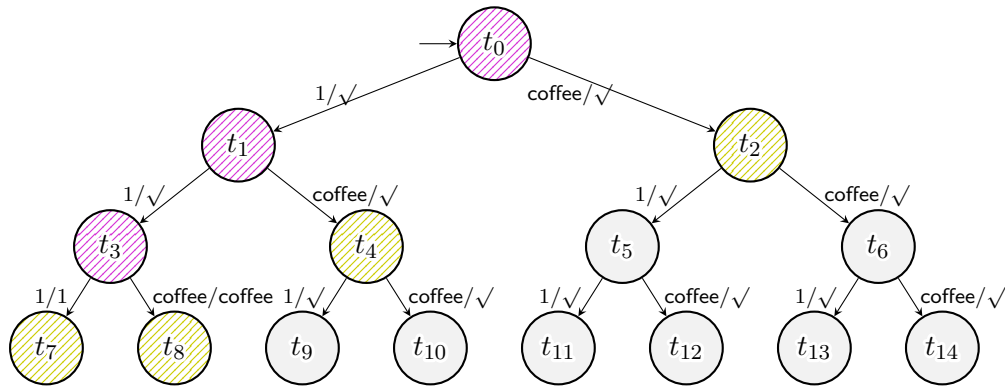 t₀
1/√ coffee/√
t₁ t₂
1/√ coffee/√ 1/√ coffee/√
t₃ t₄ t₅ t₆
1/1 coffee/coffee 1/√ coffee/√ 1/√ coffee/√ 1/√ coffee/√
t₇ t₈ t₉ t₁₀ t₁₁ t₁₂ t₁₃ t₁₄